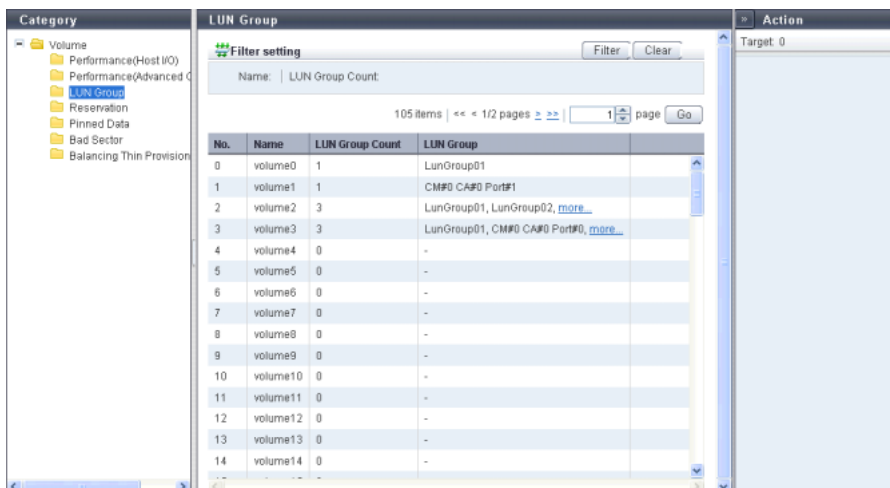 Category
Volume
Performance(Host I/O)
Performance(Advanced C
LUN Group
Reservation
Pinned Data
Bad Sector
Balancing Thin Provision
LUN Group
Filter setting
Filter Clear
Name: | LUN Group Count:
105 items | << < 1/2 pages > >> | 1 page Go
No. Name LUN Group Count LUN Group
0 volume0 1 LunGroup01
1 volume1 1 CM#0 CA#0 Port#1
2 volume2 3 LunGroup01, LunGroup02, more...
3 volume3 3 LunGroup01, CM#0 CA#0 Port#0, more...
4 volume4 0 -
5 volume5 0 -
6 volume6 0 -
7 volume7 0 -
8 volume8 0 -
9 volume9 0 -
10 volume10 0 -
11 volume11 0 -
12 volume12 0 -
13 volume13 0 -
14 volume14 0 -
» Action
Target: 0